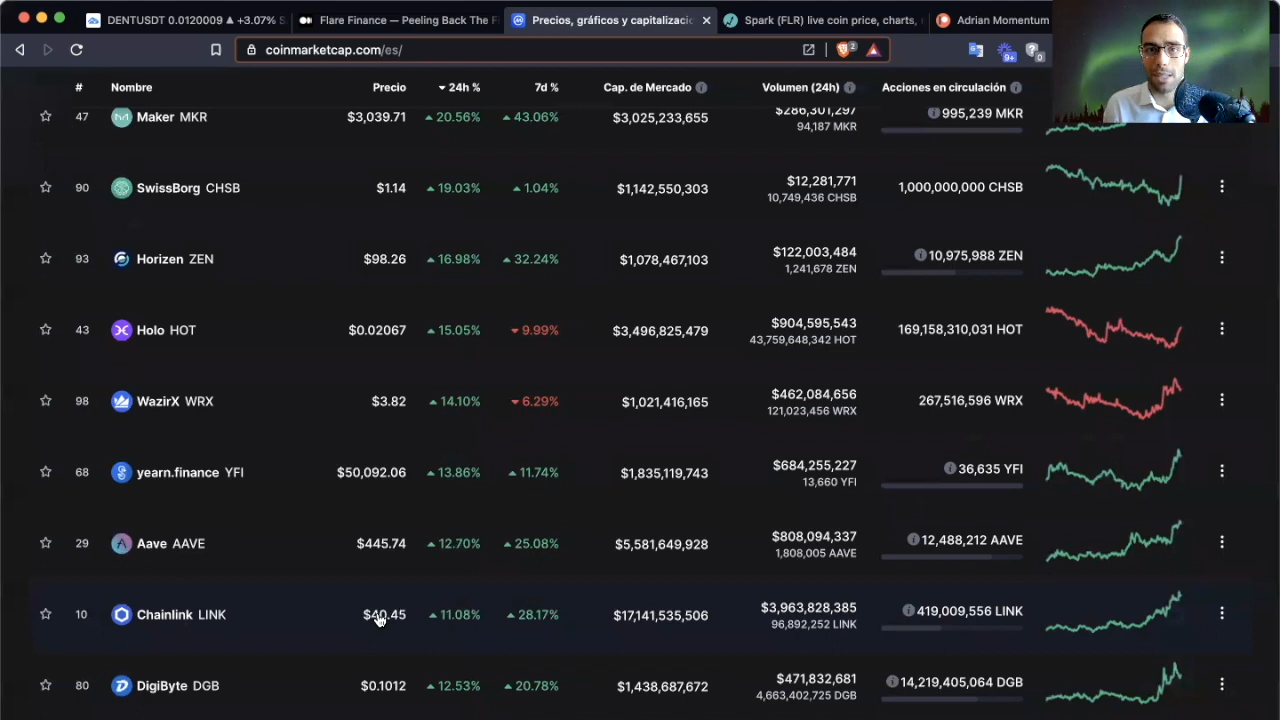 DENTUSDT 0.0120009 ▲ +3.07% S
Flare Finance — Peeling Back The F
Precios, gráficos y capitalizaci
Spark (FLR) live coin price, charts,
Adrian Momentum
coinmarketcap.com/es/
2
9+
0
# Nombre Precio 24h % 7d % Cap. de Mercado Volumen (24h) Acciones en circulación
47 Maker MKR $3,039.71 20.56% 43.06% $3,025,233,655 $286,301,297 995,239 MKR
94,187 MKR
90 SwissBorg CHSB $1.14 19.03% 1.04% $1,142,550,303 $12,281,771 1,000,000,000 CHSB
10,749,436 CHSB
93 Horizen ZEN $98.26 16.98% 32.24% $1,078,467,103 $122,003,484 10,975,988 ZEN
1,241,678 ZEN
43 Holo HOT $0.02067 15.05% 9.99% $3,496,825,479 $904,595,543 169,158,310,031 HOT
43,759,648,342 HOT
98 WazirX WRX $3.82 14.10% 6.29% $1,021,416,165 $462,084,656 267,516,596 WRX
121,023,456 WRX
68 yearn.finance YFI $50,092.06 13.86% 11.74% $1,835,119,743 $684,255,227 36,635 YFI
13,660 YFI
29 Aave AAVE $445.74 12.70% 25.08% $5,581,649,928 $808,094,337 12,488,212 AAVE
1,808,005 AAVE
10 Chainlink LINK $40.45 11.08% 28.17% $17,141,535,506 $3,963,828,385 419,009,556 LINK
96,892,252 LINK
80 DigiByte DGB $0.1012 12.53% 20.78% $1,438,687,672 $471,832,681 14,219,405,064 DGB
4,663,402,725 DGB